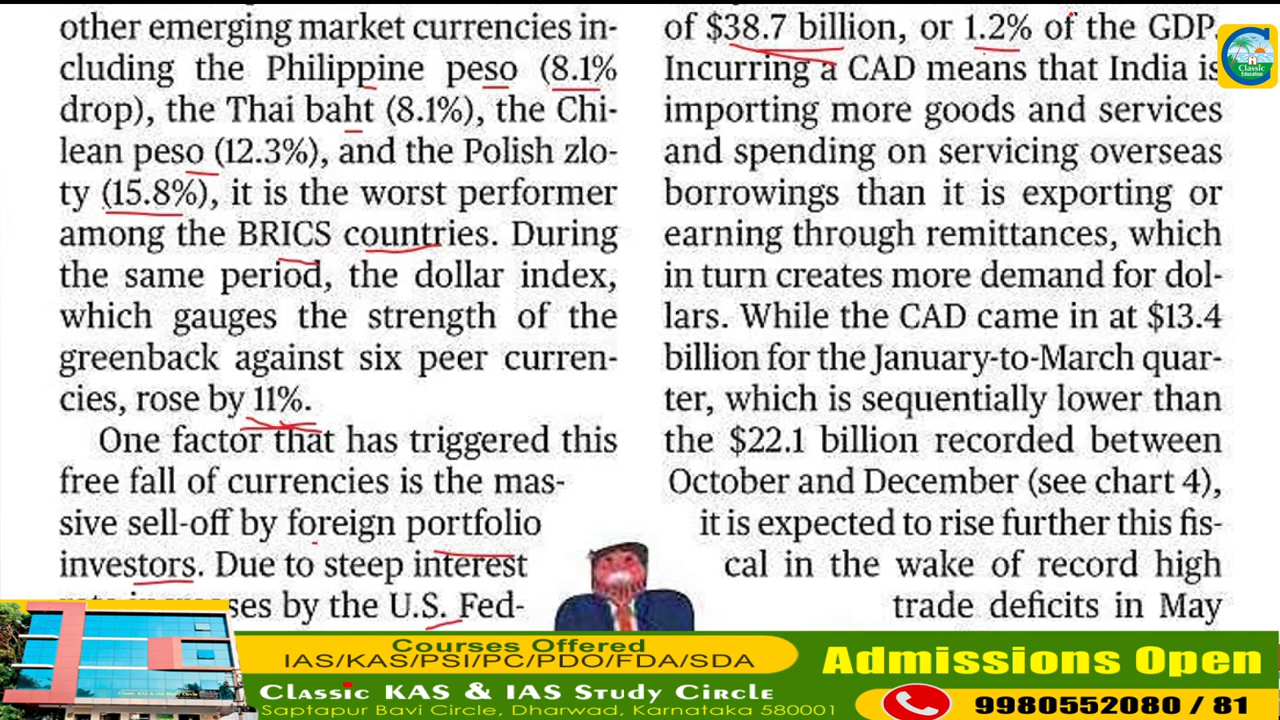 other emerging market currencies in-
cluding the Philippine peso (8.1%
drop), the Thai baht (8.1%), the Chi-
lean peso (12.3%), and the Polish zlo-
ty (15.8%), it is the worst performer
among the BRICS countries. During
the same period, the dollar index,
which gauges the strength of the
greenback against six peer curren-
cies, rose by 11%.
One factor that has triggered this
free fall of currencies is the mas-
sive sell-off by foreign portfolio
investors. Due to steep interest
by the U.S. Fed-
of $38.7 billion, or 1.2% of the GDP.
Incurring a CAD means that India is
importing more goods and services
and spending on servicing overseas
borrowings than it is exporting or
earning through remittances, which
in turn creates more demand for dol-
lars. While the CAD came in at $13.4
billion for the January-to-March quar-
ter, which is sequentially lower than
the $22.1 billion recorded between
October and December (see chart 4),
it is expected to rise further this fis-
cal in the wake of record high
trade deficits in May
Classic
Education
Courses Offered
IAS/KAS/PSI/PC/PDO/FDA/SDA
Classic KAS & IAS Study Circle
Saptapur Bavi Circle, Dharwad, Karnataka 580001
Admissions Open
9980552080 / 81